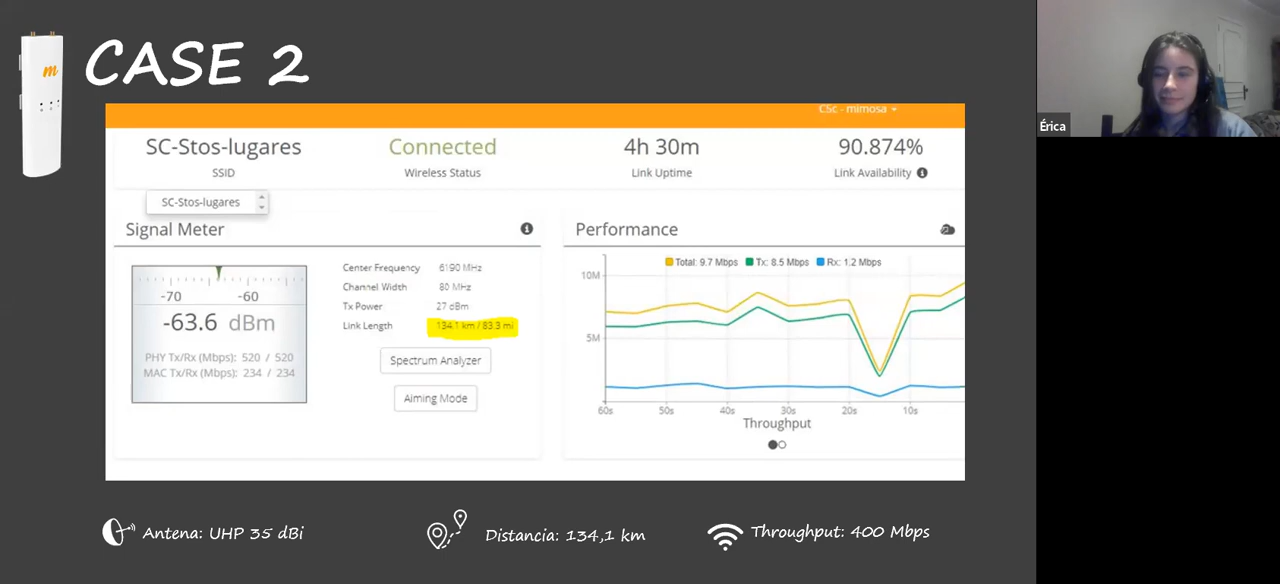 m
CASE 2
CSc - mimosa
SC-Stos-lugares
SSID
Connected
Wireless Status
4h 30m
Link Uptime
90.874%
Link Availability
SC-Stos-lugares
Signal Meter
-70 -60
-63.6 dBm
PHY Tx/Rx (Mbps): 520 / 520
MAC Tx/Rx (Mbps): 234 / 234
Center Frequency 6190 MHz
Channel Width 80 MHz
Tx Power 27 dBm
Link Length 134.1 km / 83.3 mi
Spectrum Analyzer
Aiming Mode
Performance
Total: 9.7 Mbps Tx: 8.5 Mbps Rx: 1.2 Mbps
10M
5M
60s 50s 40s 30s 20s 10s
Throughput
Antena: UHP 35 dBi
Distancia: 134,1 km
Throughput: 400 Mbps
Érica